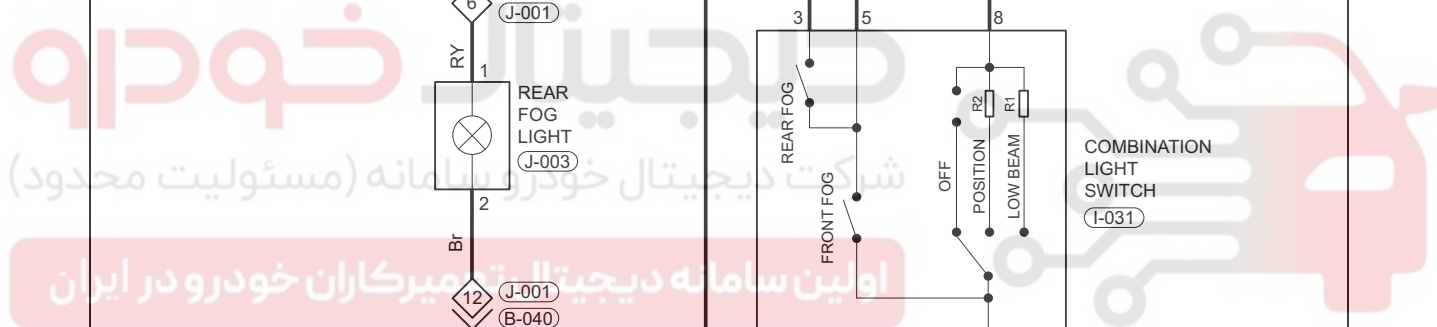 6
J-001
RY
1
REAR
FOG
LIGHT
J-003
2
Br
12
J-001
B-040
3
5
8
REAR FOG
FRONT FOG
OFF
R2
POSITION
R1
LOW BEAM
COMBINATION
LIGHT
SWITCH
I-031
دیجیتال خودرو
شرکت دیجیتال خودرو سامانه (مسئولیت محدود)
اولین سامانه دیجیتال تعمیرکاران خودرو در ایران